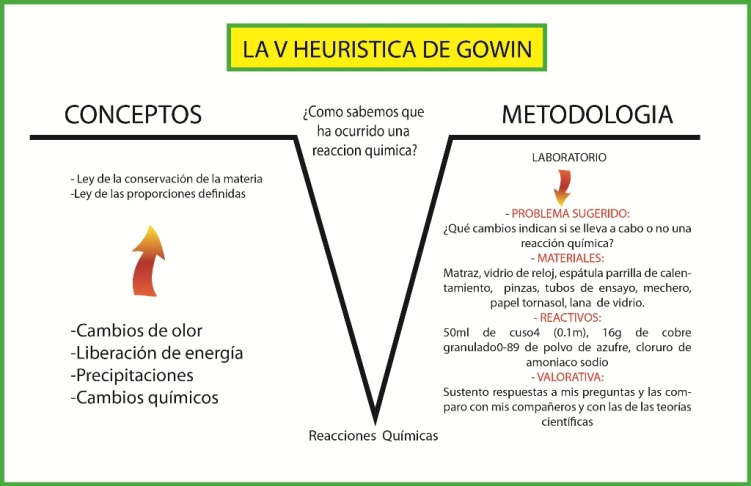 LA V HEURISTICA DE GOWIN
CONCEPTOS
- Ley de la conservación de la materia
-Ley de las proporciones definidas
-Cambios de olor
-Liberación de energía
-Precipitaciones
-Cambios químicos
¿Como sabemos que
ha ocurrido una
reaccion quimica?
Reacciones Químicas
METODOLOGIA
LABORATORIO
- PROBLEMA SUGERIDO:
¿Qué cambios indican si se lleva a cabo o no una
reacción química?
- MATERIALES:
Matraz, vidrio de reloj, espátula parrilla de calen-
tamiento, pinzas, tubos de ensayo, mechero,
papel tornasol, lana de vidrio.
- REACTIVOS:
50ml de cuso4 (0.1m), 16g de cobre
granulado0-89 de polvo de azufre, cloruro de
amoniaco sodio
- VALORATIVA:
Sustento respuestas a mis preguntas y las com-
paro con mis compañeros y con las de las teorías
científicas